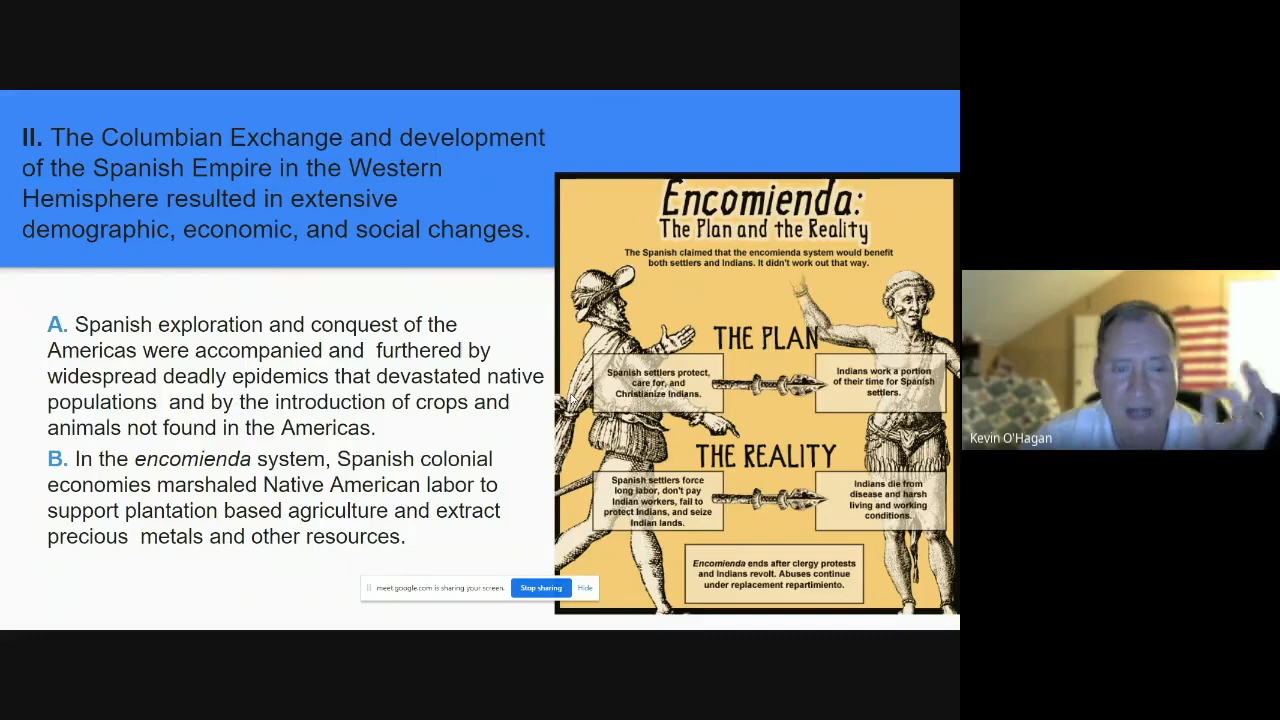 II. The Columbian Exchange and development
of the Spanish Empire in the Western
Hemisphere resulted in extensive
demographic, economic, and social changes.
A. Spanish exploration and conquest of the
Americas were accompanied and  furthered by
widespread deadly epidemics that devastated native
populations  and by the introduction of crops and
animals not found in the Americas.
B. In the encomienda system, Spanish colonial
economies marshaled Native American labor to
support plantation based agriculture and extract
precious  metals and other resources.
Encomienda:
The Plan and the Reality
The Spanish claimed that the encomienda system would benefit
both settlers and Indians. It didn't work out that way.
THE PLAN
Spanish settlers protect,
care for, and
Christianize Indians.
Indians work a portion
of their time for Spanish
settlers.
THE REALITY
Spanish settlers force
long labor, don't pay
Indian workers, fail to
protect Indians, and seize
Indian lands.
Indians die from
disease and harsh
living and working
conditions.
Encomienda ends after clergy protests
and Indians revolt. Abuses continue
under replacement repartimiento.
meet.google.com is sharing your screen.
Stop sharing
Hide
Kevin O'Hagan